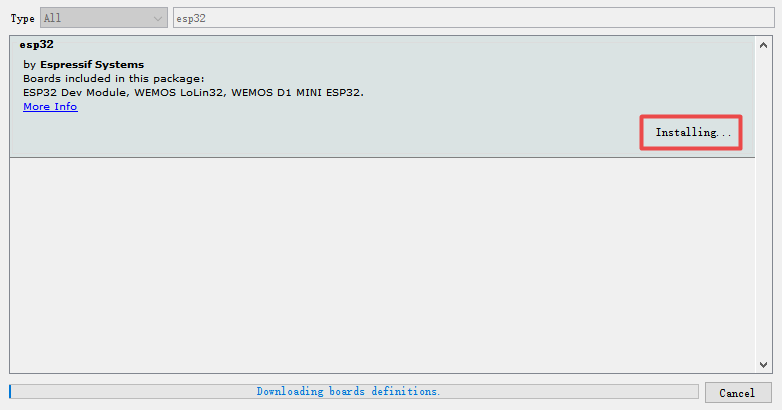 Type All esp32
esp32
by Espressif Systems
Boards included in this package:
ESP32 Dev Module, WEMOS LoLin32, WEMOS D1 MINI ESP32.
More Info
Installing...
Downloading boards definitions.
Cancel